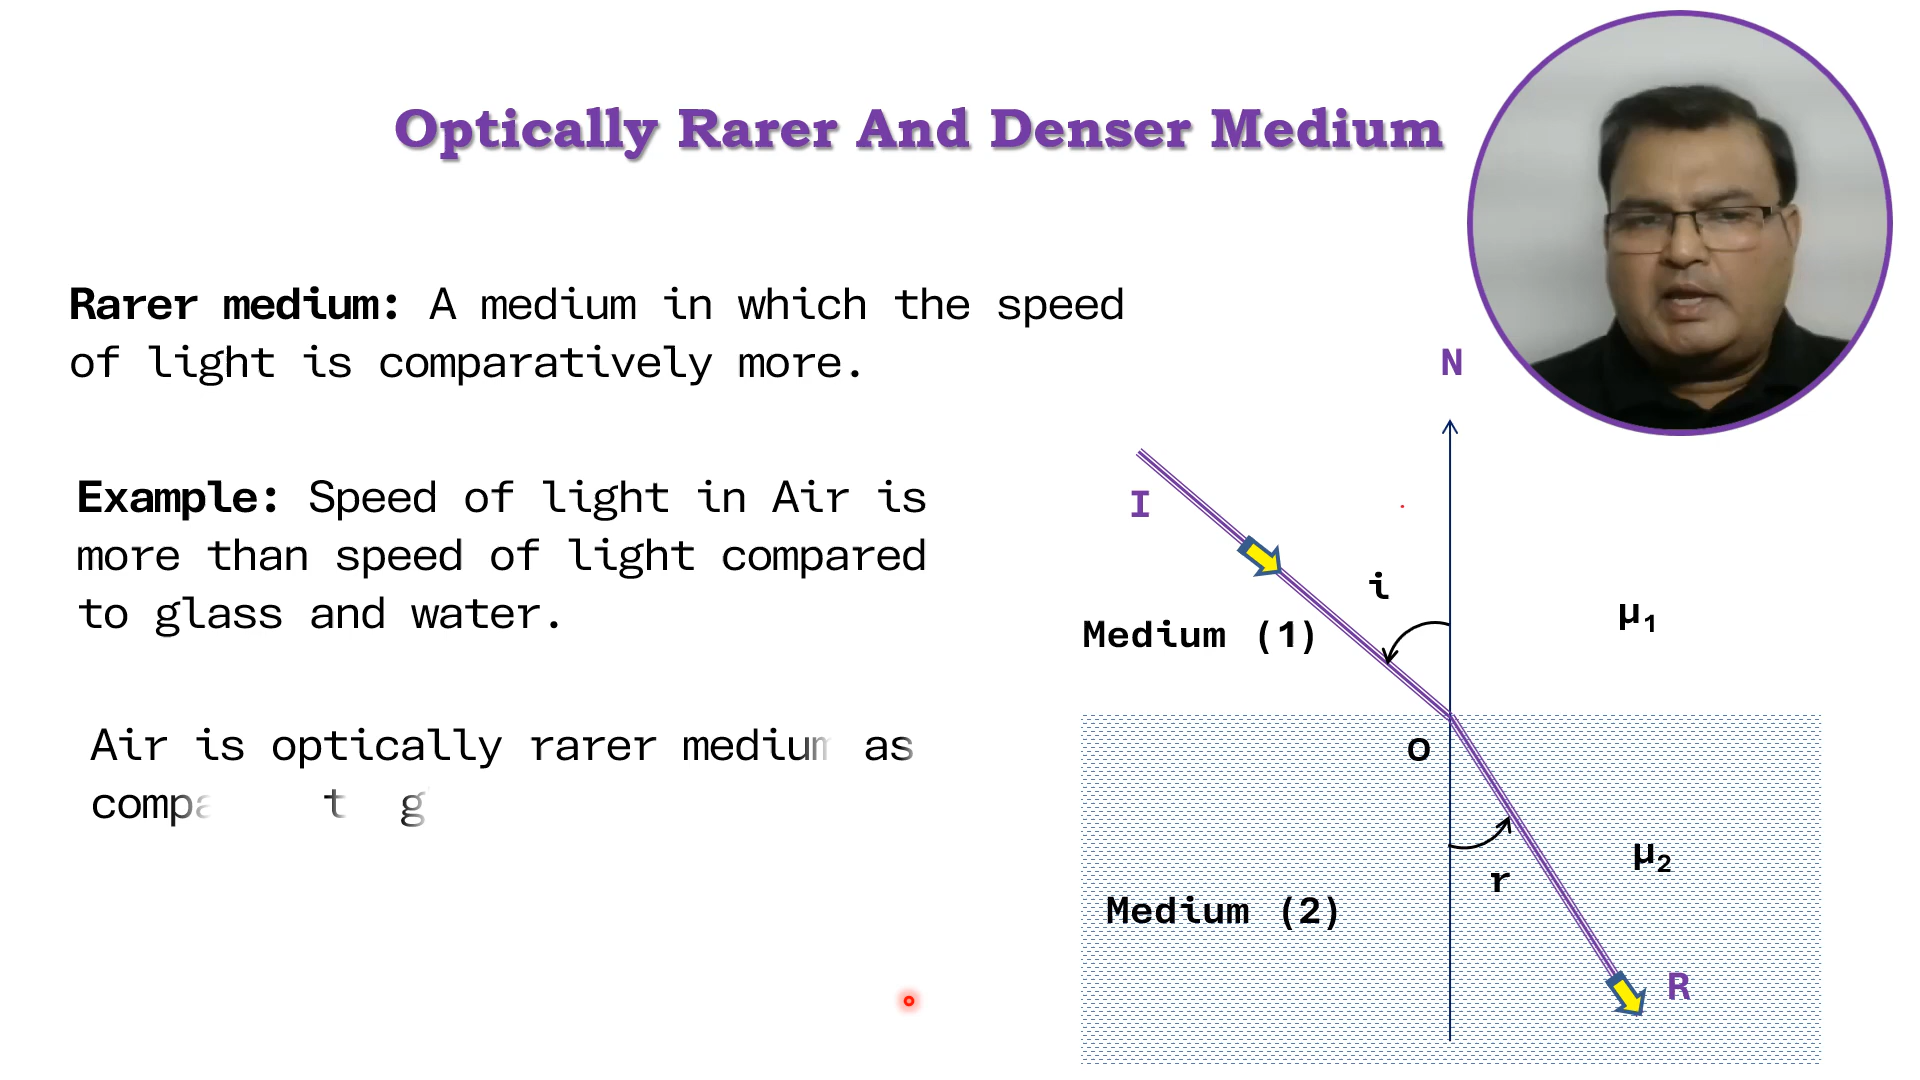 Optically Rarer And Denser Medium
Rarer medium: A medium in which the speed
of light is comparatively more.
N
Example: Speed of light in Air is
more than speed of light compared
to glass and water.
I
i
μ₁
Medium (1)
Air is optically rarer medium as
O
μ₂
r
Medium (2)
R